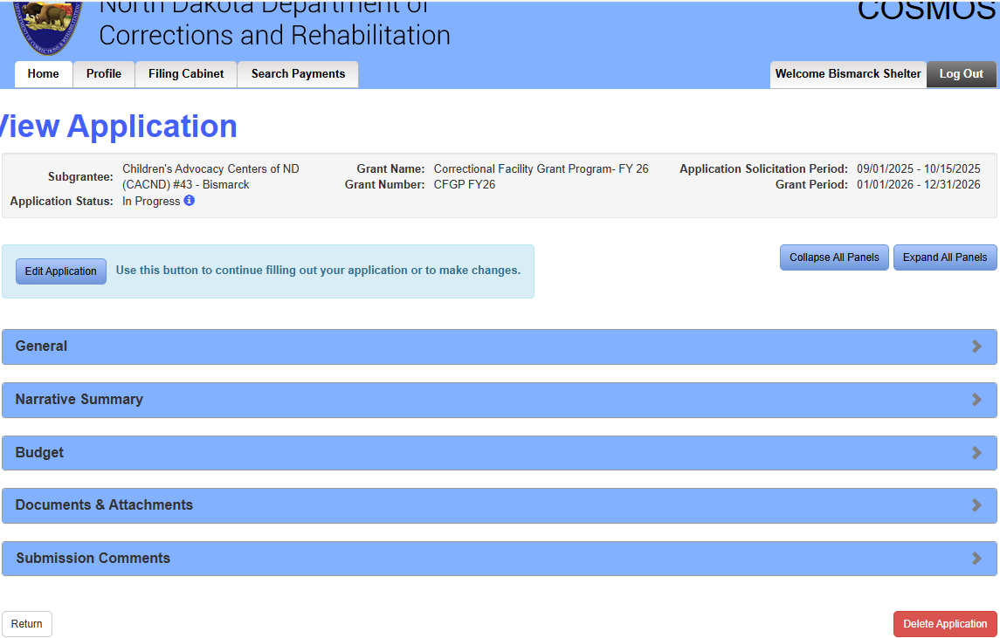 North Dakota Department of
Corrections and Rehabilitation
COSMOS
Home
Profile
Filing Cabinet
Search Payments
Welcome Bismarck Shelter
Log Out
View Application
Subgrantee: Children's Advocacy Centers of ND
(CACND) #43 - Bismarck
Application Status: In Progress
Grant Name: Correctional Facility Grant Program- FY 26
Grant Number: CFGP FY26
Application Solicitation Period: 09/01/2025 - 10/15/2025
Grant Period: 01/01/2026 - 12/31/2026
Edit Application
Use this button to continue filling out your application or to make changes.
Collapse All Panels
Expand All Panels
General
Narrative Summary
Budget
Documents & Attachments
Submission Comments
Return
Delete Application